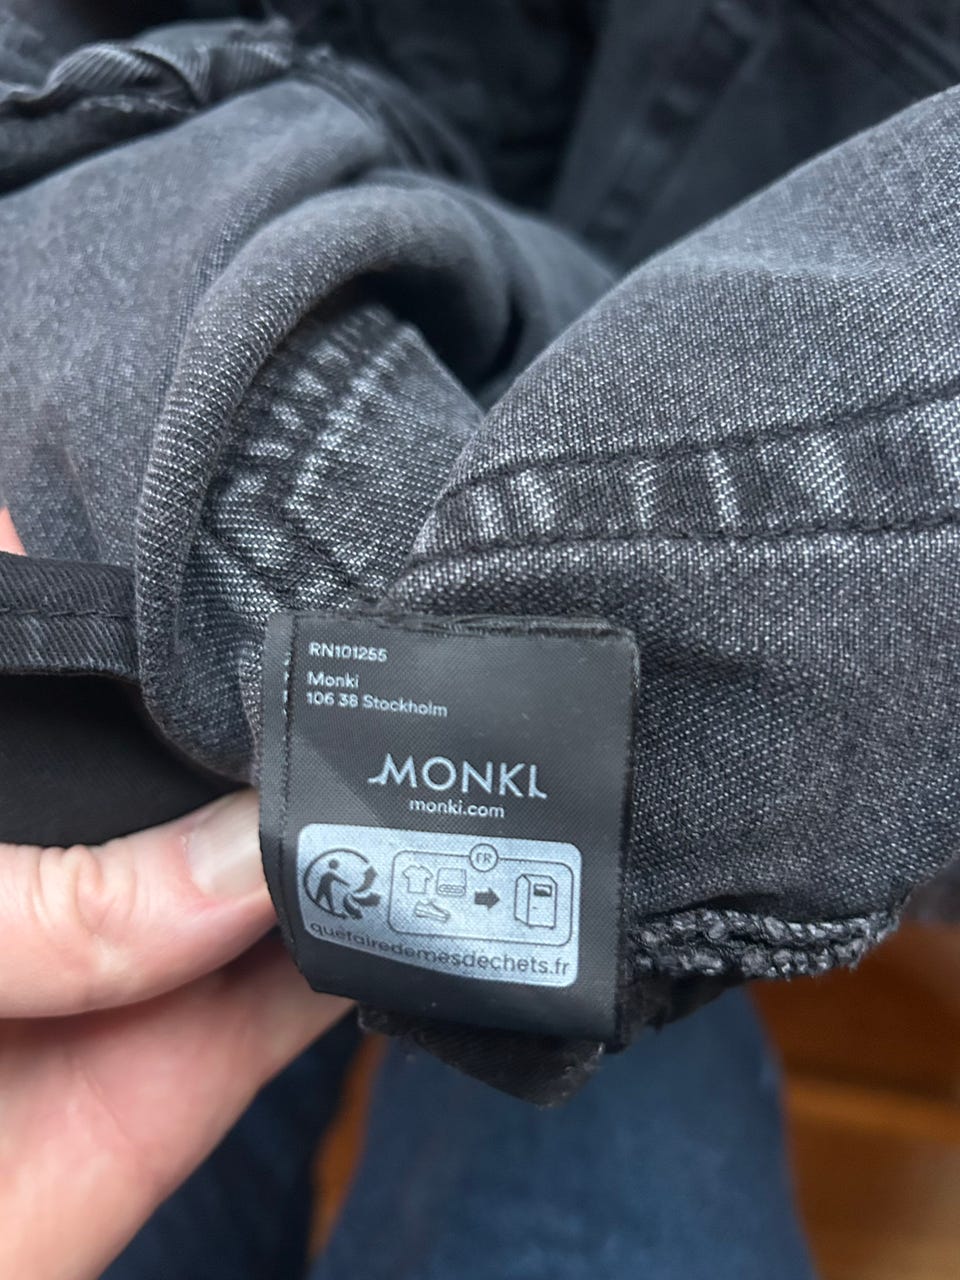 RN101255
Monki
106 38 Stockholm
MONKI
monki.com
FR
quefairedemesdechets.fr